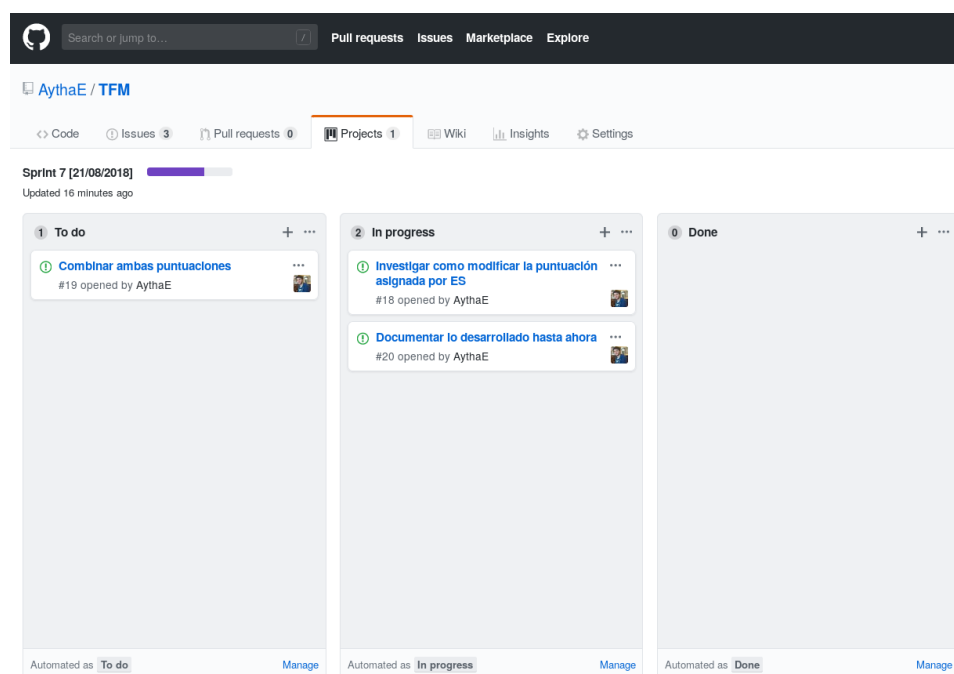 Search or jump to... /
Pull requests Issues Marketplace Explore
AythaE / TFM
Code Issues 3 Pull requests 0 Projects 1 Wiki Insights Settings
Sprint 7 [21/08/2018]
Updated 16 minutes ago
1 To do
Combinar ambas puntuaciones
#19 opened by AythaE
Automated as To do Manage
2 In progress
Investigar como modificar la puntuación
asignada por ES
#18 opened by AythaE
Documentar lo desarrollado hasta ahora
#20 opened by AythaE
Automated as In progress Manage
0 Done
Automated as Done Manage